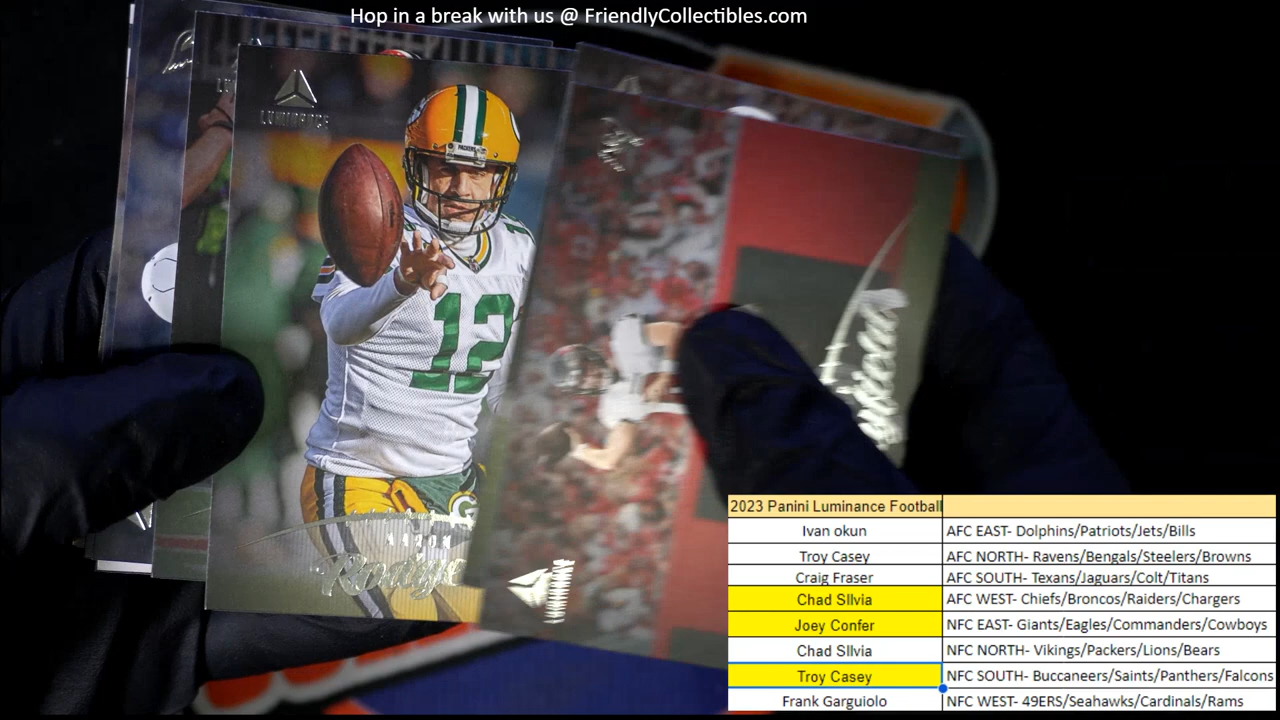 Hop in a break with us @ FriendlyCollectibles.com
LUMINANCE
PACKERS
12
AARON
Rodge
2023 Panini Luminance Football
Ivan okun AFC EAST- Dolphins/Patriots/Jets/Bills
Troy Casey AFC NORTH- Ravens/Bengals/Steelers/Browns
Craig Fraser AFC SOUTH- Texans/Jaguars/Colt/Titans
Chad SIlvia AFC WEST- Chiefs/Broncos/Raiders/Chargers
Joey Confer NFC EAST- Giants/Eagles/Commanders/Cowboys
Chad SIlvia NFC NORTH- Vikings/Packers/Lions/Bears
Troy Casey NFC SOUTH- Buccaneers/Saints/Panthers/Falcons
Frank Garguiolo NFC WEST- 49ERS/Seahawks/Cardinals/Rams